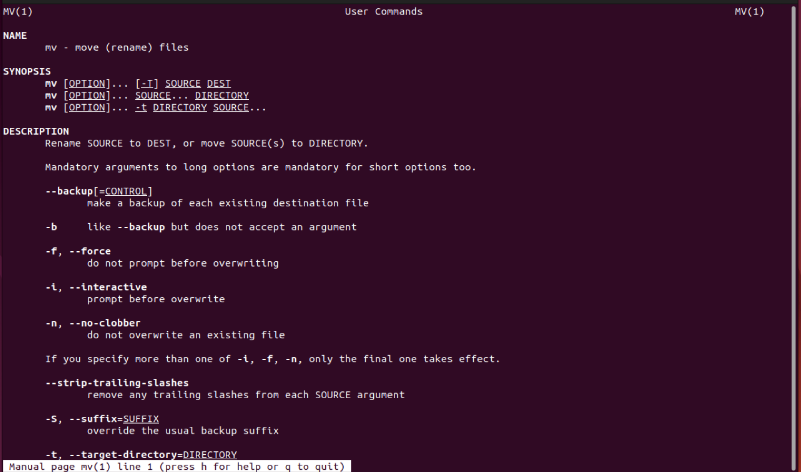 MV(1) User Commands MV(1)
NAME
mv - move (rename) files
SYNOPSIS
mv [OPTION]... [-T] SOURCE DEST
mv [OPTION]... SOURCE... DIRECTORY
mv [OPTION]... -t DIRECTORY SOURCE...
DESCRIPTION
Rename SOURCE to DEST, or move SOURCE(s) to DIRECTORY.
Mandatory arguments to long options are mandatory for short options too.
--backup[=CONTROL]
make a backup of each existing destination file
-b like --backup but does not accept an argument
-f, --force
do not prompt before overwriting
-i, --interactive
prompt before overwrite
-n, --no-clobber
do not overwrite an existing file
If you specify more than one of -i, -f, -n, only the final one takes effect.
--strip-trailing-slashes
remove any trailing slashes from each SOURCE argument
-S, --suffix=SUFFIX
override the usual backup suffix
-t, --target-directory=DIRECTORY
Manual page mv(1) line 1 (press h for help or q to quit)